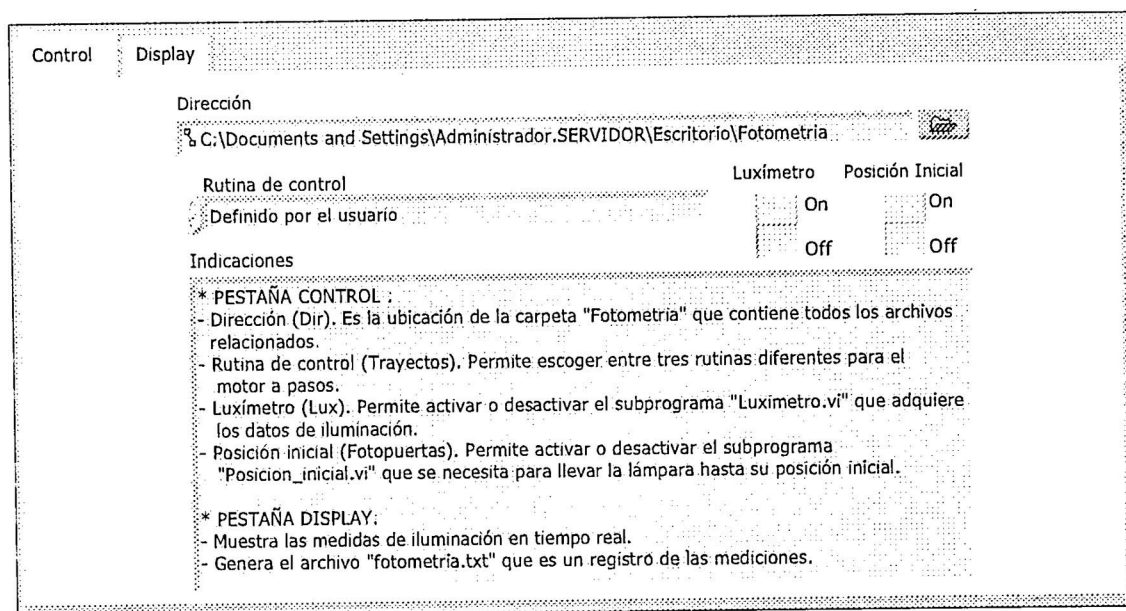 Control Display
Dirección
C:\Documents and Settings\Administrador.SERVIDOR\Escritorio\Fotometria
Luxímetro Posición Inicial
Rutina de control
On On
Definido por el usuario
Off Off
Indicaciones
* PESTAÑA CONTROL :
- Dirección (Dir). Es la ubicación de la carpeta "Fotometria" que contiene todos los archivos
relacionados.
- Rutina de control (Trayectos). Permite escoger entre tres rutinas diferentes para el
motor a pasos.
- Luxímetro (Lux). Permite activar o desactivar el subprograma "Luximetro.vi" que adquiere
los datos de iluminación.
- Posición inicial (Fotopuertas). Permite activar o desactivar el subprograma
"Posicion_inicial.vi" que se necesita para llevar la lámpara hasta su posición inicial.
* PESTAÑA DISPLAY:
- Muestra las medidas de iluminación en tiempo real.
- Genera el archivo "fotometria.txt" que es un registro de las mediciones.